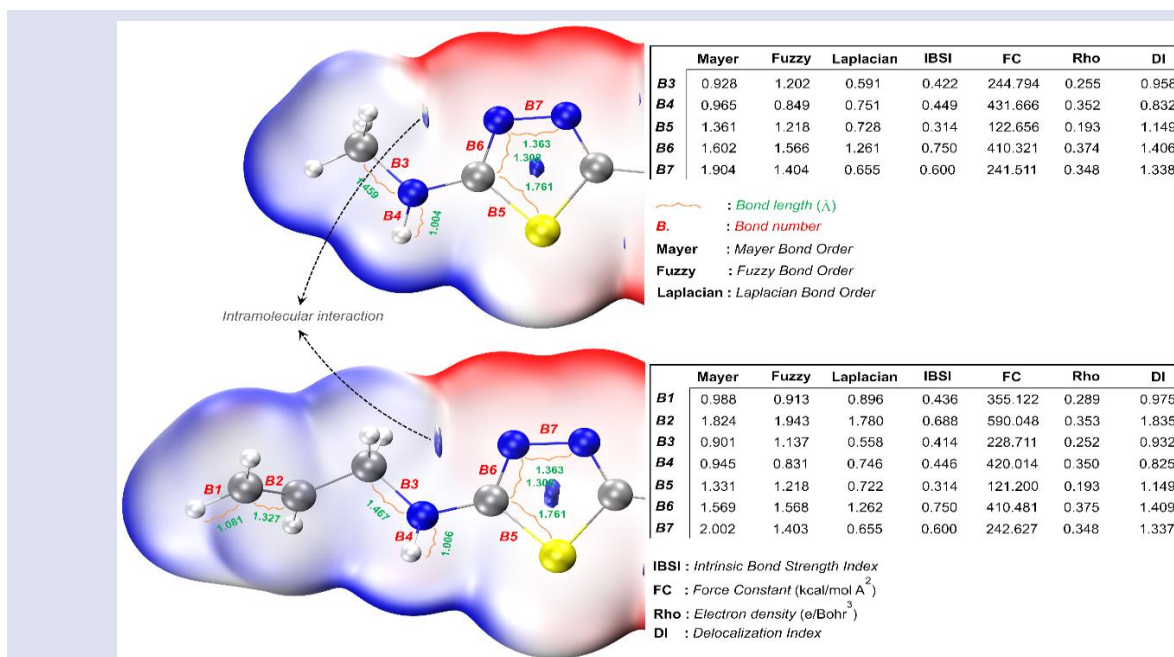 Mayer Fuzzy Laplacian IBSI FC Rho DI
B3 0.928 1.202 0.591 0.422 244.794 0.255 0.958
B4 0.965 0.849 0.751 0.449 431.666 0.352 0.832
B5 1.361 1.218 0.728 0.314 122.656 0.193 1.149
B6 1.602 1.566 1.261 0.750 410.321 0.374 1.406
B7 1.904 1.404 0.655 0.600 241.511 0.348 1.338
: Bond length (Å)
B. : Bond number
Mayer : Mayer Bond Order
Fuzzy : Fuzzy Bond Order
Laplacian : Laplacian Bond Order
B7
1.363
B6
B3
1.761
1.459
B4
B5
1.004
Intramolecular interaction
Mayer Fuzzy Laplacian IBSI FC Rho DI
B1 0.988 0.913 0.896 0.436 355.122 0.289 0.975
B2 1.824 1.943 1.780 0.688 590.048 0.353 1.835
B3 0.901 1.137 0.558 0.414 228.711 0.252 0.932
B4 0.945 0.831 0.746 0.446 420.014 0.350 0.825
B5 1.331 1.218 0.722 0.314 121.200 0.193 1.149
B6 1.569 1.568 1.262 0.750 410.481 0.375 1.409
B7 2.002 1.403 0.655 0.600 242.627 0.348 1.337
IBSI : Intrinsic Bond Strength Index
FC : Force Constant (kcal/mol A²)
Rho : Electron density (e/Bohr³)
DI : Delocalization Index
B7
1.363
B6
B3
B2
B1
1.761
1.467
1.327
1.081
B4
B5
1.006